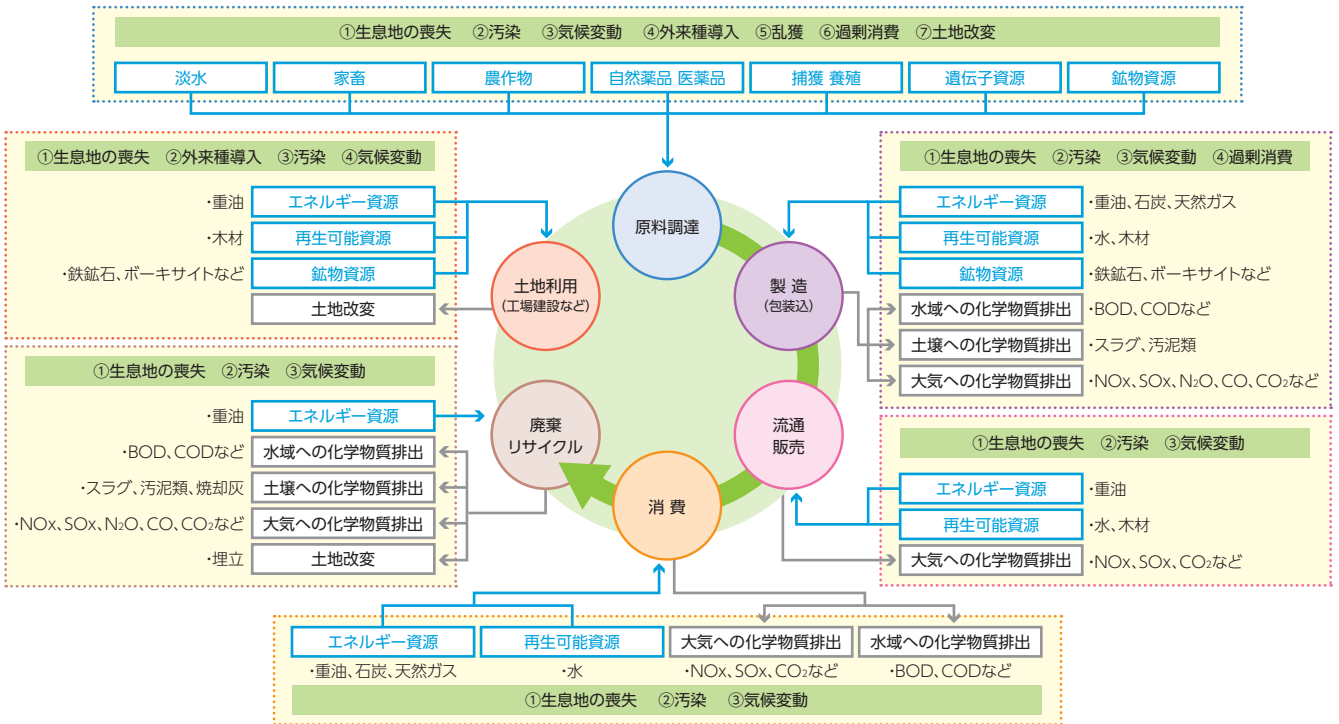 ①生息地の喪失 ②汚染 ③気候変動 ④外来種導入 ⑤乱獲 ⑥過剰消費 ⑦土地改変
淡水 家畜 農作物 自然薬品 医薬品 捕獲 養殖 遺伝子資源 鉱物資源
①生息地の喪失 ②外来種導入 ③汚染 ④気候変動
・重油 エネルギー資源
・木材 再生可能資源
・鉄鉱石、ボーキサイトなど 鉱物資源
土地改変
原料調達
土地利用
(工場建設など)
製造
(包装込)
①生息地の喪失 ②汚染 ③気候変動 ④過剰消費
エネルギー資源 ・重油、石炭、天然ガス
再生可能資源 ・水、木材
鉱物資源 ・鉄鉱石、ボーキサイトなど
水域への化学物質排出 ・BOD、CODなど
土壌への化学物質排出 ・スラグ、汚泥類
大気への化学物質排出 ・NOx、SOx、N₂O、CO、CO₂など
①生息地の喪失 ②汚染 ③気候変動
・重油 エネルギー資源
・BOD、CODなど 水域への化学物質排出
・スラグ、汚泥類、焼却灰 土壌への化学物質排出
・NOx、SOx、N₂O、CO、CO₂など 大気への化学物質排出
・埋立 土地改変
廃棄
リサイクル
流通
販売
消費
①生息地の喪失 ②汚染 ③気候変動
エネルギー資源 ・重油
再生可能資源 ・水、木材
大気への化学物質排出 ・NOx、SOx、CO₂など
エネルギー資源 再生可能資源 大気への化学物質排出 水域への化学物質排出
・重油、石炭、天然ガス ・水 ・NOx、SOx、CO₂など ・BOD、CODなど
①生息地の喪失 ②汚染 ③気候変動